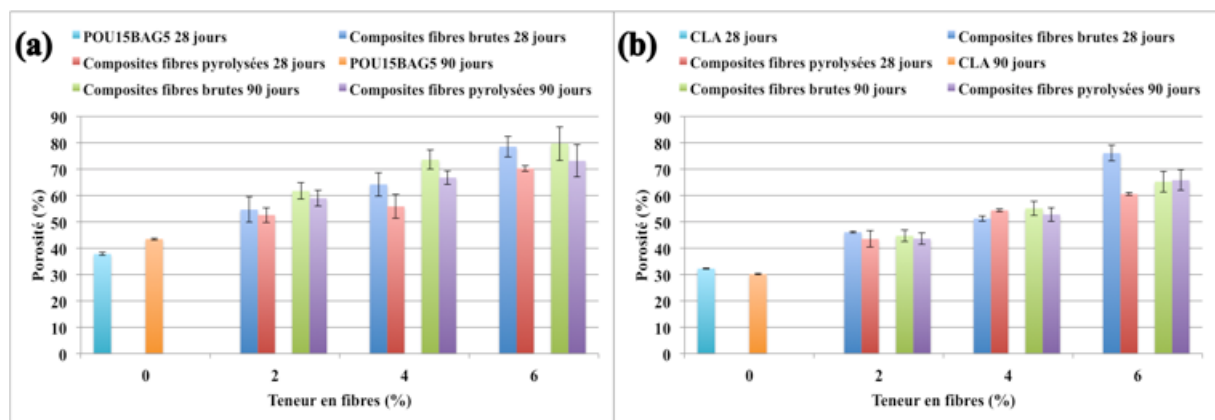 (a)
POU15BAG5 28 jours
Composites fibres brutes 28 jours
Composites fibres pyrolysées 28 jours
POU15BAG5 90 jours
Composites fibres brutes 90 jours
Composites fibres pyrolysées 90 jours
Porosité (%)
90
80
70
60
50
40
30
20
10
0
0 2 4 6
Teneur en fibres (%)
(b)
CLA 28 jours
Composites fibres brutes 28 jours
Composites fibres pyrolysées 28 jours
CLA 90 jours
Composites fibres brutes 90 jours
Composites fibres pyrolysées 90 jours
Porosité (%)
90
80
70
60
50
40
30
20
10
0
0 2 4 6
Teneur en fibres (%)